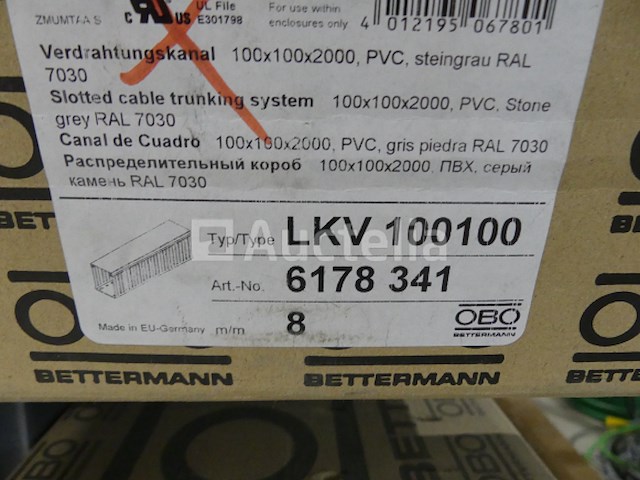 ZMUMTAA S
c UL US
UL File
E301798
For use within
enclosures only
4 012195 067801
Verdrahtungskanal 100x100x2000, PVC, steingrau RAL
7030
Slotted cable trunking system 100x100x2000, PVC, Stone
grey RAL 7030
Canal de Cuadro 100x100x2000, PVC, gris piedra RAL 7030
Распределительный короб 100x100x2000, ПВХ, серый
камень RAL 7030
Auctelia
Typ/Type LKV 100100
Art.-No. 6178 341
Made in EU-Germany m/m 8
OBO
BETTERMANN
BETTERMANN
BETTERMANN
BETTERMANN